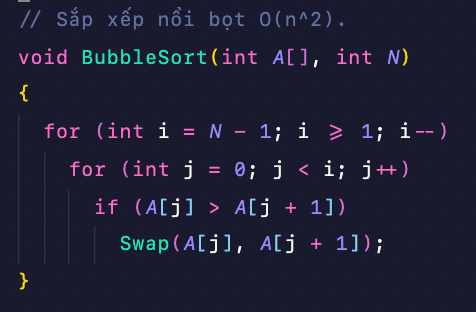 // Sắp xếp nổi bọt O(n^2).
void BubbleSort(int A[], int N)
{
for (int i = N - 1; i >= 1; i--)
for (int j = 0; j < i; j++)
if (A[j] > A[j + 1])
Swap(A[j], A[j + 1]);
}